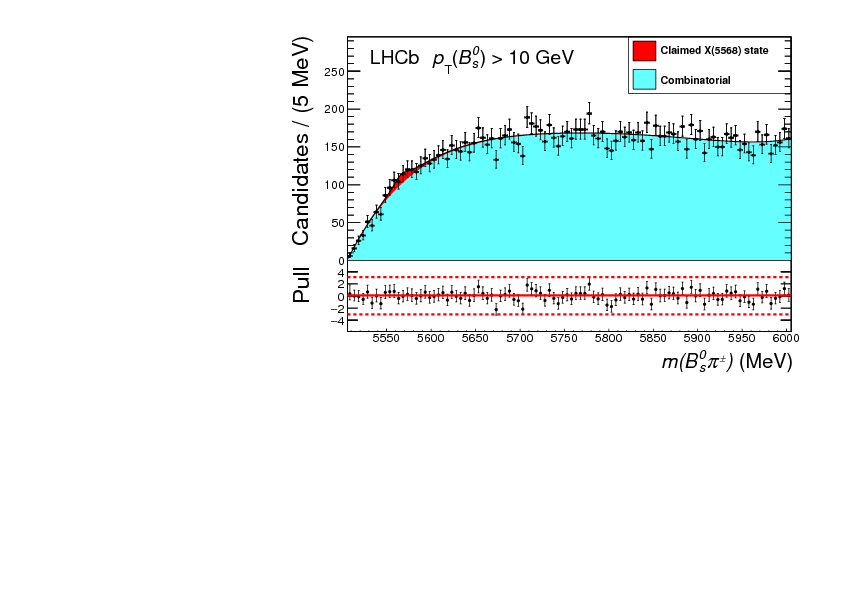 LHCb p_T(B_s^0) > 10 GeV
Claimed X(5568) state
Combinatorial
Candidates / (5 MeV)
250
200
150
100
50
0
Pull
4
2
0
−2
−4
5550 5600 5650 5700 5750 5800 5850 5900 5950 6000
m(B_s^0π^±) (MeV)